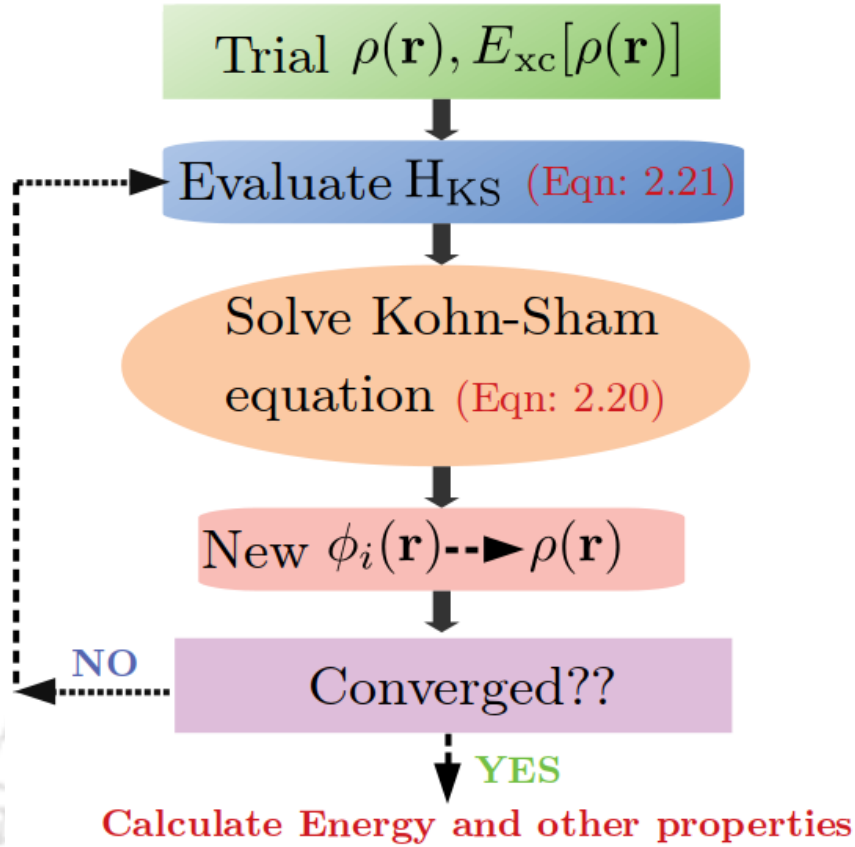 Trial ρ(𝐫), E_xc[ρ(𝐫)]
Evaluate H_KS (Eqn: 2.21)
Solve Kohn-Sham
equation (Eqn: 2.20)
New ϕ_i(𝐫) ρ(𝐫)
NO
Converged??
YES
Calculate Energy and other properties